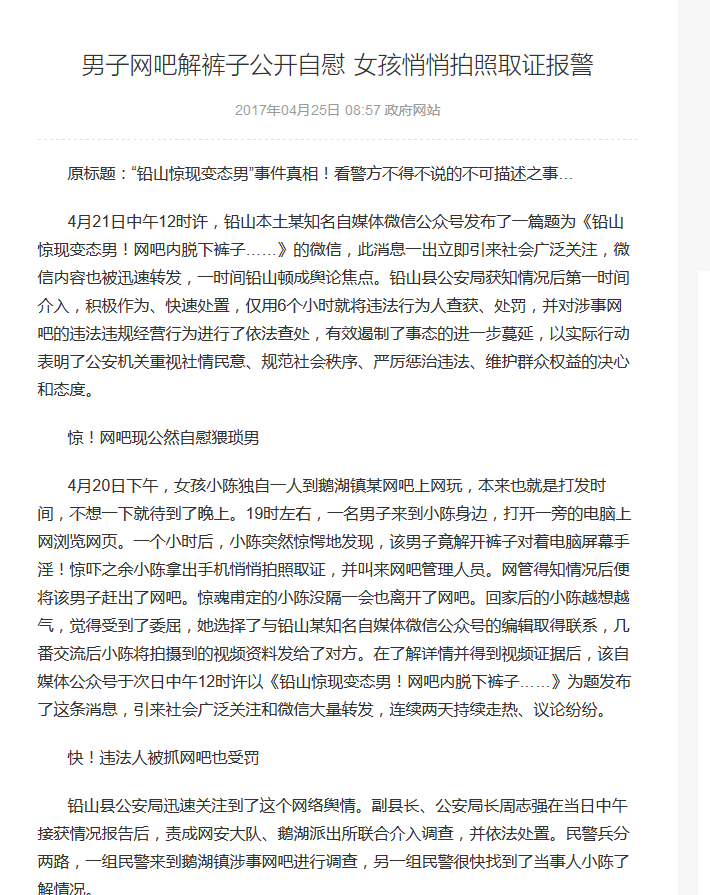 男子网吧解裤子公开自慰 女孩悄悄拍照取证报警
2017年04月25日 08:57 政府网站
原标题：“铅山惊现变态男”事件真相！看警方不得不说的不可描述之事…
4月21日中午12时许，铅山本土某知名自媒体微信公众号发布了一篇题为《铅山
惊现变态男！网吧内脱下裤子……》的微信，此消息一出立即引来社会广泛关注，微
信内容也被迅速转发，一时间铅山顿成舆论焦点。铅山县公安局获知情况后第一时间
介入，积极作为、快速处置，仅用6个小时就将违法行为人查获、处罚，并对涉事网
吧的违法违规经营行为进行了依法查处，有效遏制了事态的进一步蔓延，以实际行动
表明了公安机关重视社情民意、规范社会秩序、严厉惩治违法、维护群众权益的决心
和态度。
惊！网吧现公然自慰猥琐男
4月20日下午，女孩小陈独自一人到鹅湖镇某网吧上网玩，本来也就是打发时
间，不想一下就待到了晚上。19时左右，一名男子来到小陈身边，打开一旁的电脑上
网浏览网页。一个小时后，小陈突然惊愕地发现，该男子竟解开裤子对着电脑屏幕手
淫！惊吓之余小陈拿出手机悄悄拍照取证，并叫来网吧管理人员。网管得知情况后便
将该男子赶出了网吧。惊魂甫定的小陈没隔一会也离开了网吧。回家后的小陈越想越
气，觉得受到了委屈，她选择了与铅山某知名自媒体微信公众号的编辑取得联系，几
番交流后小陈将拍摄到的视频资料发给了对方。在了解详情并得到视频证据后，该自
媒体公众号于次日中午12时许以《铅山惊现变态男！网吧内脱下裤子……》为题发布
了这条消息，引来社会广泛关注和微信大量转发，连续两天持续走热、议论纷纷。
快！违法人被抓网吧也受罚
铅山县公安局迅速关注到了这个网络舆情。副县长、公安局长周志强在当日中午
接获情况报告后，责成网安大队、鹅湖派出所联合介入调查，并依法处置。民警兵分
两路，一组民警来到鹅湖镇涉事网吧进行调查，另一组民警很快找到了当事人小陈了
解情况。